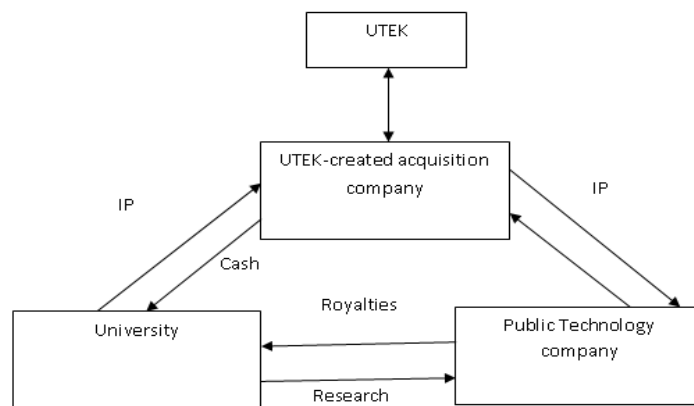 UTEK
UTEK-created acquisition
company
IP
IP
Cash
Royalties
University
Public Technology
company
Research